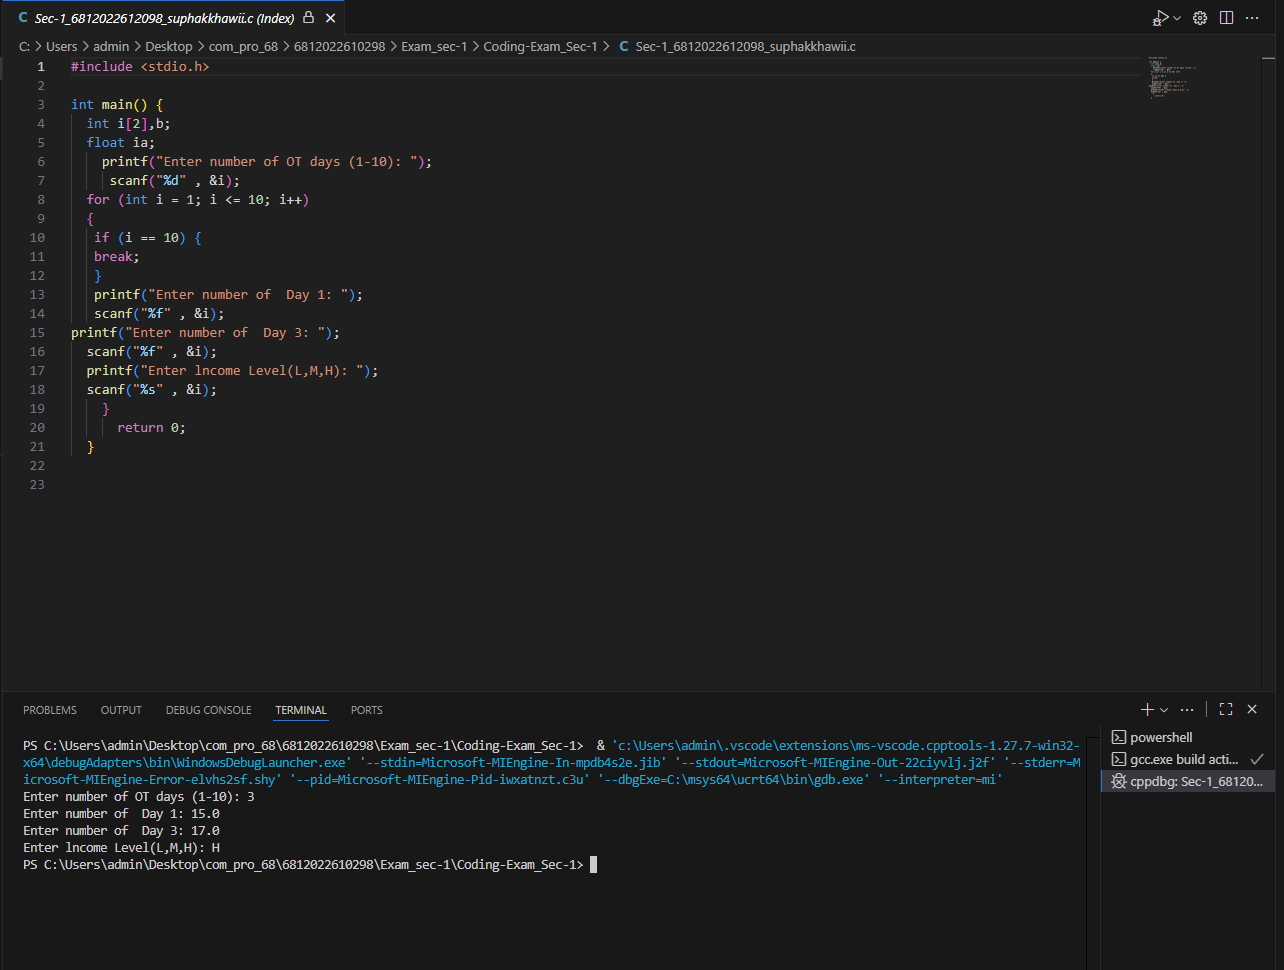 C Sec-1_6812022612098_suphakkhawii.c (Index)
C: > Users > admin > Desktop > com_pro_68 > 6812022610298 > Exam_sec-1 > Coding-Exam_Sec-1 > C Sec-1_6812022612098_suphakkhawii.c
1 #include <stdio.h>
2
3 int main() {
4 int i[2],b;
5 float ia;
6 printf("Enter number of OT days (1-10): ");
7 scanf("%d" , &i);
8 for (int i = 1; i <= 10; i++)
9 {
10 if (i == 10) {
11 break;
12 }
13 printf("Enter number of  Day 1: ");
14 scanf("%f" , &i);
15 printf("Enter number of  Day 3: ");
16 scanf("%f" , &i);
17 printf("Enter lncome Level(L,M,H): ");
18 scanf("%s" , &i);
19 }
20 return 0;
21 }
22
23
PROBLEMS OUTPUT DEBUG CONSOLE TERMINAL PORTS
PS C:\Users\admin\Desktop\com_pro_68\6812022610298\Exam_sec-1\Coding-Exam_Sec-1>  & 'c:\Users\admin\.vscode\extensions\ms-vscode.cpptools-1.27.7-win32-
x64\debugAdapters\bin\WindowsDebugLauncher.exe' '--stdin=Microsoft-MIEngine-In-mpdb4s2e.jib' '--stdout=Microsoft-MIEngine-Out-22ciyvlj.j2f' '--stderr=M
icrosoft-MIEngine-Error-elvhs2sf.shy' '--pid=Microsoft-MIEngine-Pid-iwxatnzt.c3u' '--dbgExe=C:\msys64\ucrt64\bin\gdb.exe' '--interpreter=mi'
Enter number of OT days (1-10): 3
Enter number of  Day 1: 15.0
Enter number of  Day 3: 17.0
Enter lncome Level(L,M,H): H
PS C:\Users\admin\Desktop\com_pro_68\6812022610298\Exam_sec-1\Coding-Exam_Sec-1>
powershell
gcc.exe build acti...
cppdbg: Sec-1_68120...